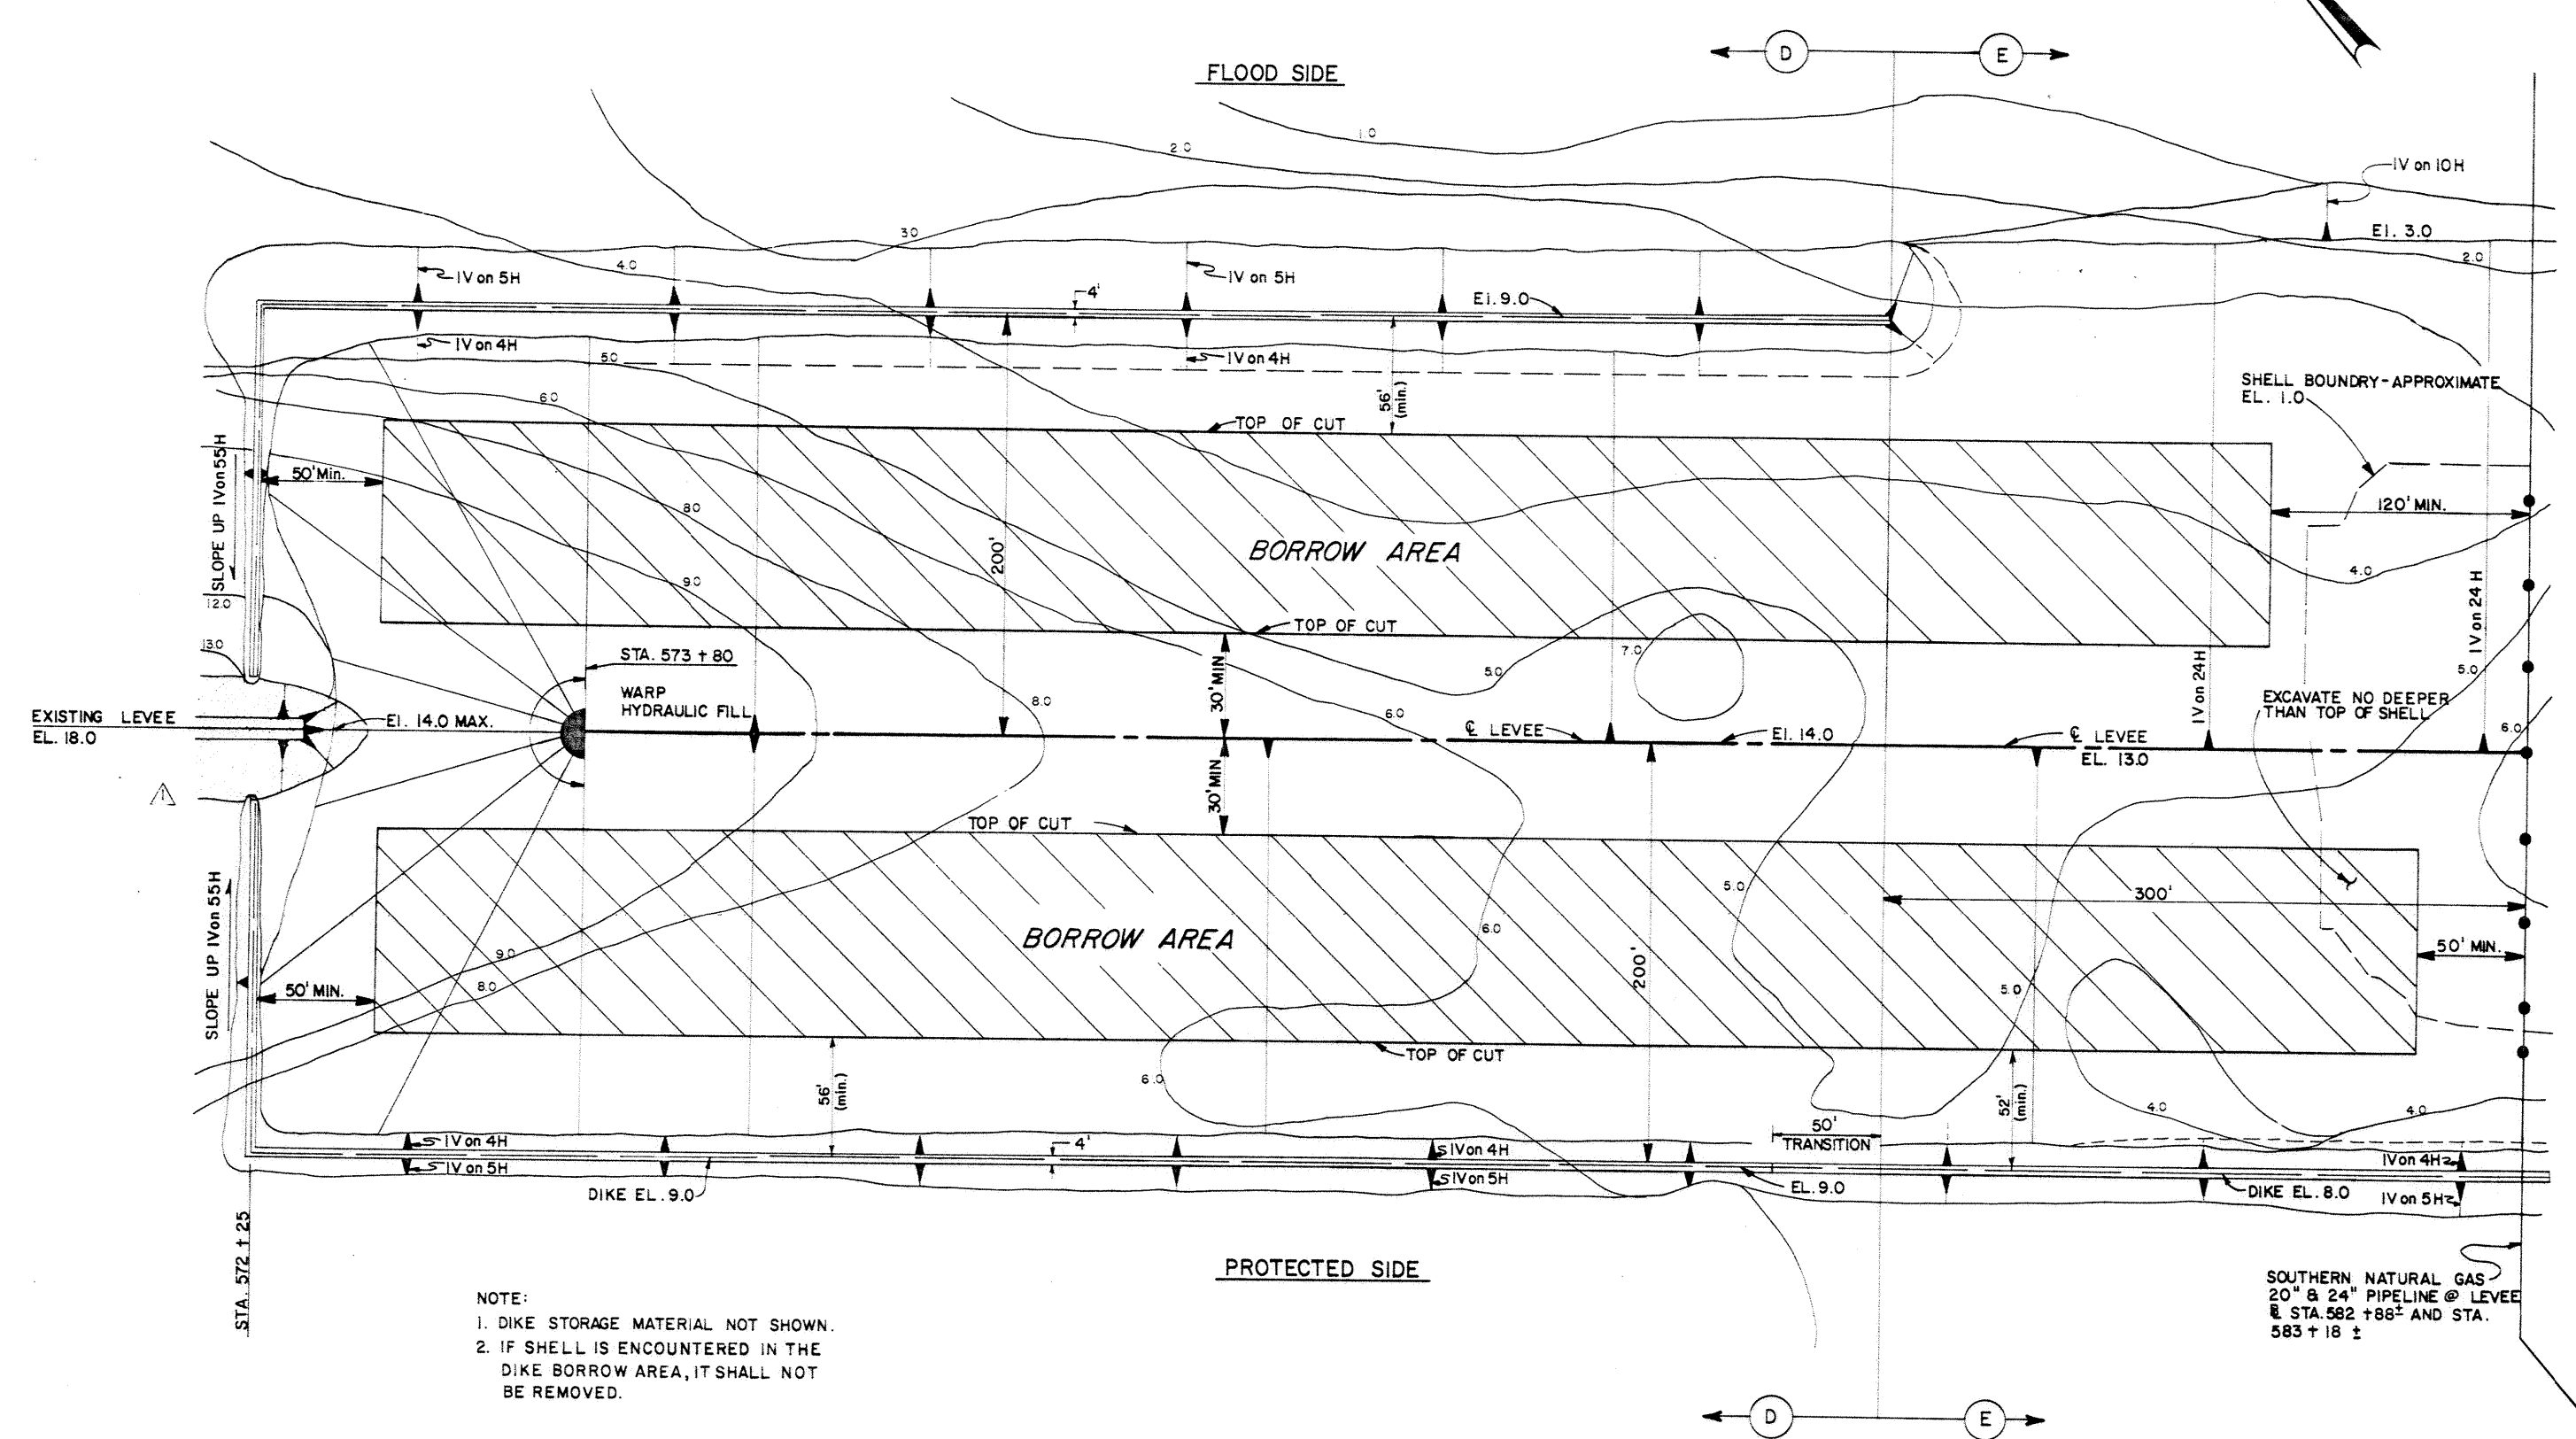 D
E
FLOOD SIDE
1.0
2.0
1V on 10H
3.0
El. 3.0
2.0
4.0
1V on 5H
1V on 5H
4'
El. 9.0
1V on 4H
1V on 4H
5.0
56'
(min.)
SHELL BOUNDRY-APPROXIMATE
EL. 1.0
6.0
TOP OF CUT
SLOPE UP 1V on 55H
50' Min.
8.0
120' MIN.
BORROW AREA
200'
9.0
4.0
12.0
TOP OF CUT
13.0
STA. 573 + 80
7.0
5.0
5.0
1V on 24H
1V on 24H
30' MIN
WARP
HYDRAULIC FILL
8.0
6.0
EXCAVATE NO DEEPER
THAN TOP OF SHELL
6.0
EXISTING LEVEE
EL. 18.0
El. 14.0 MAX.
℄ LEVEE
El. 14.0
℄ LEVEE
EL. 13.0
30' MIN
1
TOP OF CUT
SLOPE UP 1V on 55H
5.0
300'
BORROW AREA
6.0
200'
50' MIN.
9.0
8.0
50' MIN.
5.0
TOP OF CUT
6.0
56'
(min.)
52'
(min.)
4.0
4.0
50'
TRANSITION
1V on 4H
1V on 5H
4'
1V on 4H
1V on 5H
1V on 4H
1V on 5H
DIKE EL. 9.0
EL. 9.0
DIKE EL. 8.0
STA. 572 + 25
PROTECTED SIDE
SOUTHERN NATURAL GAS
20" & 24" PIPELINE @ LEVEE
℄ STA. 582 +88± AND STA.
583 + 18 ±
NOTE:
1. DIKE STORAGE MATERIAL NOT SHOWN.
2. IF SHELL IS ENCOUNTERED IN THE
DIKE BORROW AREA, IT SHALL NOT
BE REMOVED.
D
E